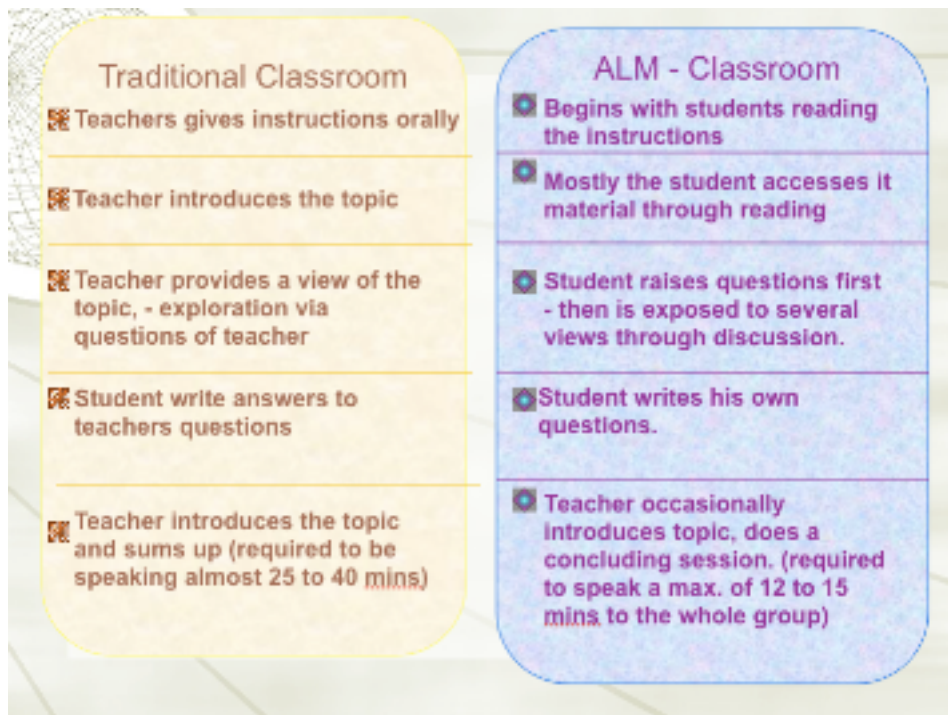 Traditional Classroom
Teachers gives instructions orally
Teacher introduces the topic
Teacher provides a view of the
topic, - exploration via
questions of teacher
Student write answers to
teachers questions
Teacher introduces the topic
and sums up (required to be
speaking almost 25 to 40 mins)
ALM - Classroom
Begins with students reading
the instructions
Mostly the student accesses it
material through reading
Student raises questions first
- then is exposed to several
views through discussion.
Student writes his own
questions.
Teacher occasionally
introduces topic, does a
concluding session. (required
to speak a max. of 12 to 15
mins to the whole group)